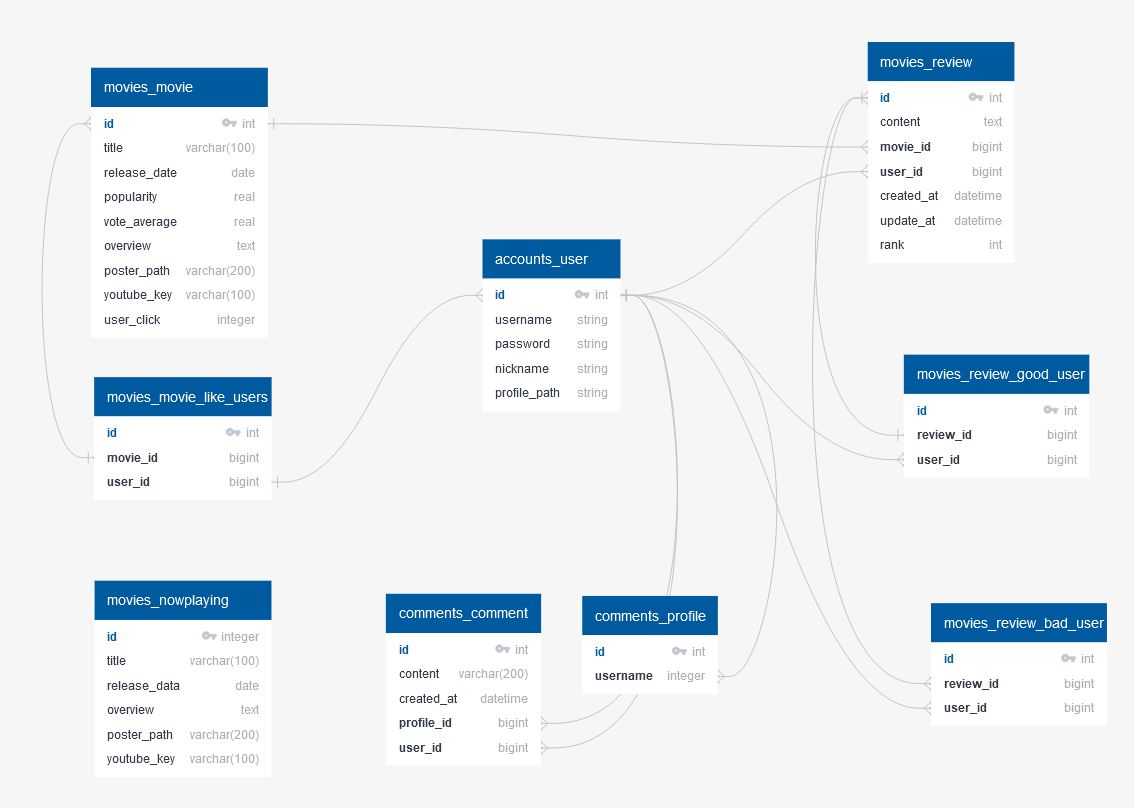 movies_movie
id int
title varchar(100)
release_date date
popularity real
vote_average real
overview text
poster_path varchar(200)
youtube_key varchar(100)
user_click integer
movies_movie_like_users
id int
movie_id bigint
user_id bigint
movies_nowplaying
id integer
title varchar(100)
release_data date
overview text
poster_path varchar(200)
youtube_key varchar(100)
accounts_user
id int
username string
password string
nickname string
profile_path string
comments_comment
id int
content varchar(200)
created_at datetime
profile_id bigint
user_id bigint
comments_profile
id int
username integer
movies_review
id int
content text
movie_id bigint
user_id bigint
created_at datetime
update_at datetime
rank int
movies_review_good_user
id int
review_id bigint
user_id bigint
movies_review_bad_user
id int
review_id bigint
user_id bigint